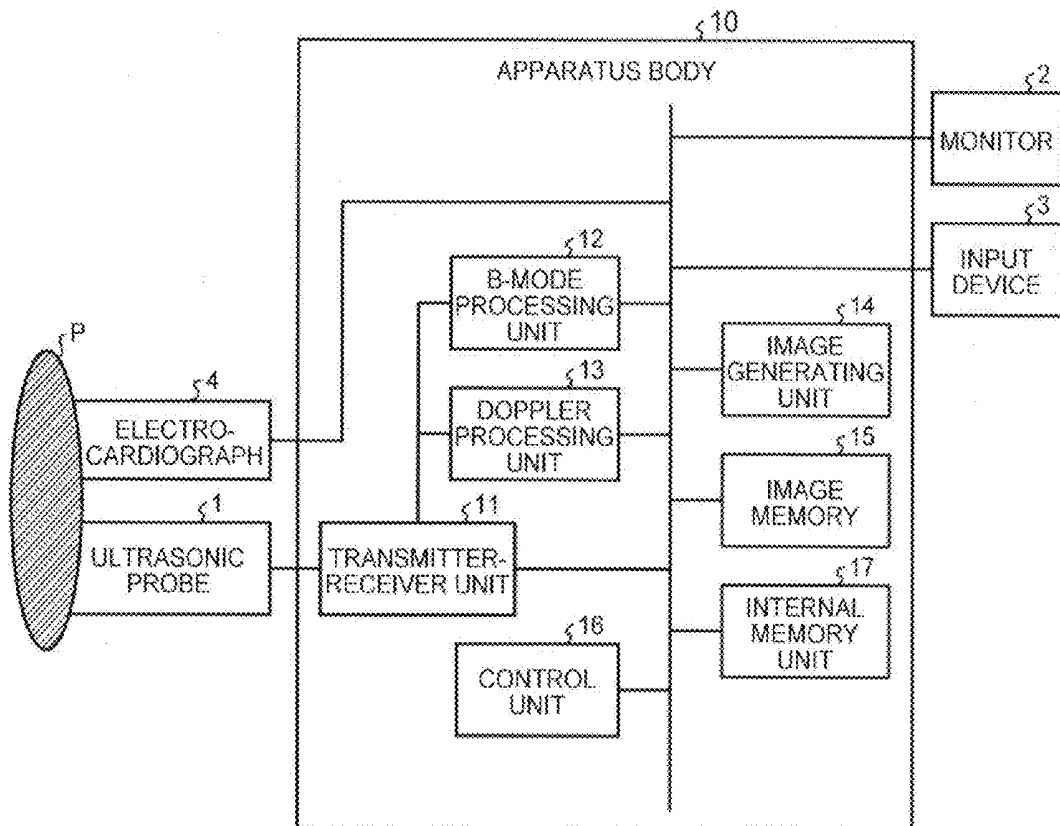 10
APPARATUS BODY
2
MONITOR
3
INPUT
DEVICE
12
B-MODE
PROCESSING
UNIT
14
IMAGE
GENERATING
UNIT
P
4
ELECTRO-
CARDIOGRAPH
13
DOPPLER
PROCESSING
UNIT
15
IMAGE
MEMORY
1
ULTRASONIC
PROBE
11
TRANSMITTER-
RECEIVER UNIT
17
INTERNAL
MEMORY
UNIT
16
CONTROL
UNIT